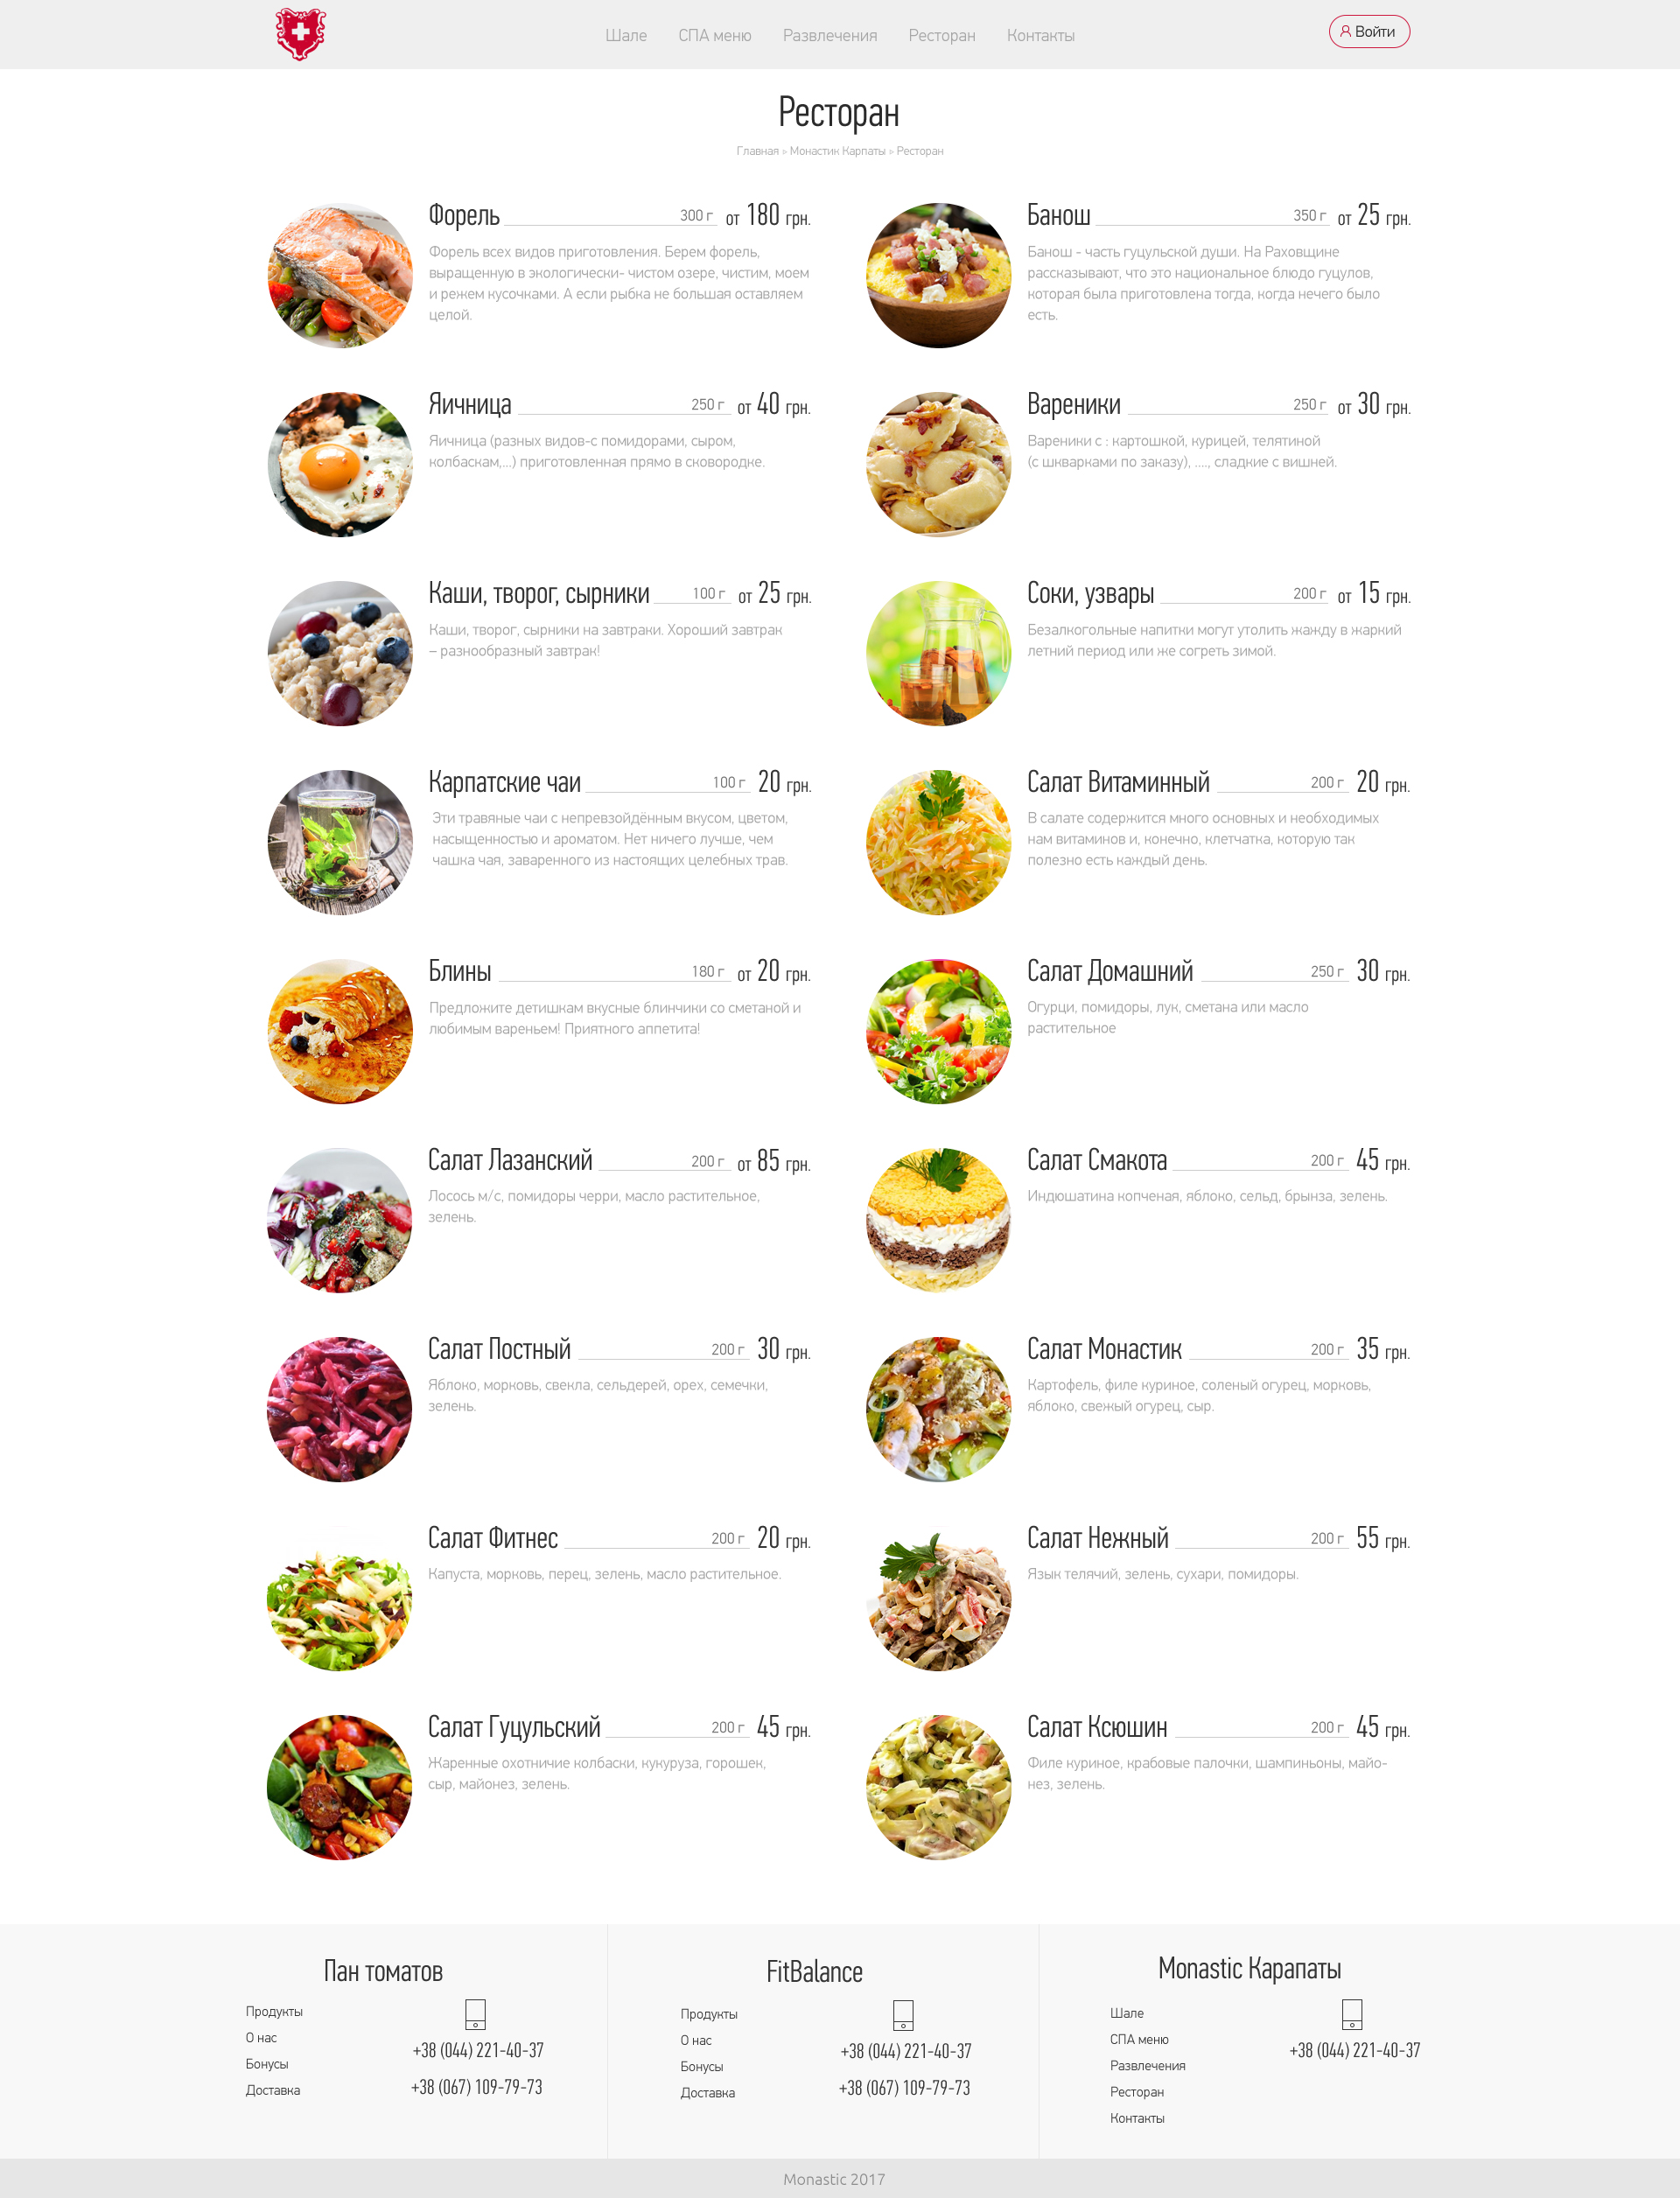 Шале СПА меню Развлечения Ресторан Контакты Войти
Ресторан
Главная » Монастик Карпаты » Ресторан
Форель 300 г от 180 грн.
Форель всех видов приготовления. Берем форель,
выращенную в экологически- чистом озере, чистим, моем
и режем кусочками. А если рыбка не большая оставляем
целой.
Банош 350 г от 25 грн.
Банош - часть гуцульской души. На Раховщине
рассказывают, что это национальное блюдо гуцулов,
которая была приготовлена тогда, когда нечего было
есть.
Яичница 250 г от 40 грн.
Яичница (разных видов-с помидорами, сыром,
колбаскам,...) приготовленная прямо в сковородке.
Вареники 250 г от 30 грн.
Вареники с : картошкой, курицей, телятиной
(с шкварками по заказу), ...., сладкие с вишней.
Каши, творог, сырники 100 г от 25 грн.
Каши, творог, сырники на завтраки. Хороший завтрак
– разнообразный завтрак!
Соки, узвары 200 г от 15 грн.
Безалкогольные напитки могут утолить жажду в жаркий
летний период или же согреть зимой.
Карпатские чаи 100 г 20 грн.
Эти травяные чаи с непревзойдённым вкусом, цветом,
насыщенностью и ароматом. Нет ничего лучше, чем
чашка чая, заваренного из настоящих целебных трав.
Салат Витаминный 200 г 20 грн.
В салате содержится много основных и необходимых
нам витаминов и, конечно, клетчатка, которую так
полезно есть каждый день.
Блины 180 г от 20 грн.
Предложите детишкам вкусные блинчики со сметаной и
любимым вареньем! Приятного аппетита!
Салат Домашний 250 г 30 грн.
Огурци, помидоры, лук, сметана или масло
растительное
Салат Лазанский 200 г от 85 грн.
Лосось м/с, помидоры черри, масло растительное,
зелень.
Салат Смакота 200 г 45 грн.
Индюшатина копченая, яблоко, сельд, брынза, зелень.
Салат Постный 200 г 30 грн.
Яблоко, морковь, свекла, сельдерей, орех, семечки,
зелень.
Салат Монастик 200 г 35 грн.
Картофель, филе куриное, соленый огурец, морковь,
яблоко, свежый огурец, сыр.
Салат Фитнес 200 г 20 грн.
Капуста, морковь, перец, зелень, масло растительное.
Салат Нежный 200 г 55 грн.
Язык телячий, зелень, сухари, помидоры.
Салат Гуцульский 200 г 45 грн.
Жаренные охотничие колбаски, кукуруза, горошек,
сыр, майонез, зелень.
Салат Ксюшин 200 г 45 грн.
Филе куриное, крабовые палочки, шампиньоны, майо-
нез, зелень.
Пан томатов
Продукты
О нас
Бонусы
Доставка
+38 (044) 221-40-37
+38 (067) 109-79-73
FitBalance
Продукты
О нас
Бонусы
Доставка
+38 (044) 221-40-37
+38 (067) 109-79-73
Monastic Карапаты
Шале
СПА меню
Развлечения
Ресторан
Контакты
+38 (044) 221-40-37
Monastic 2017